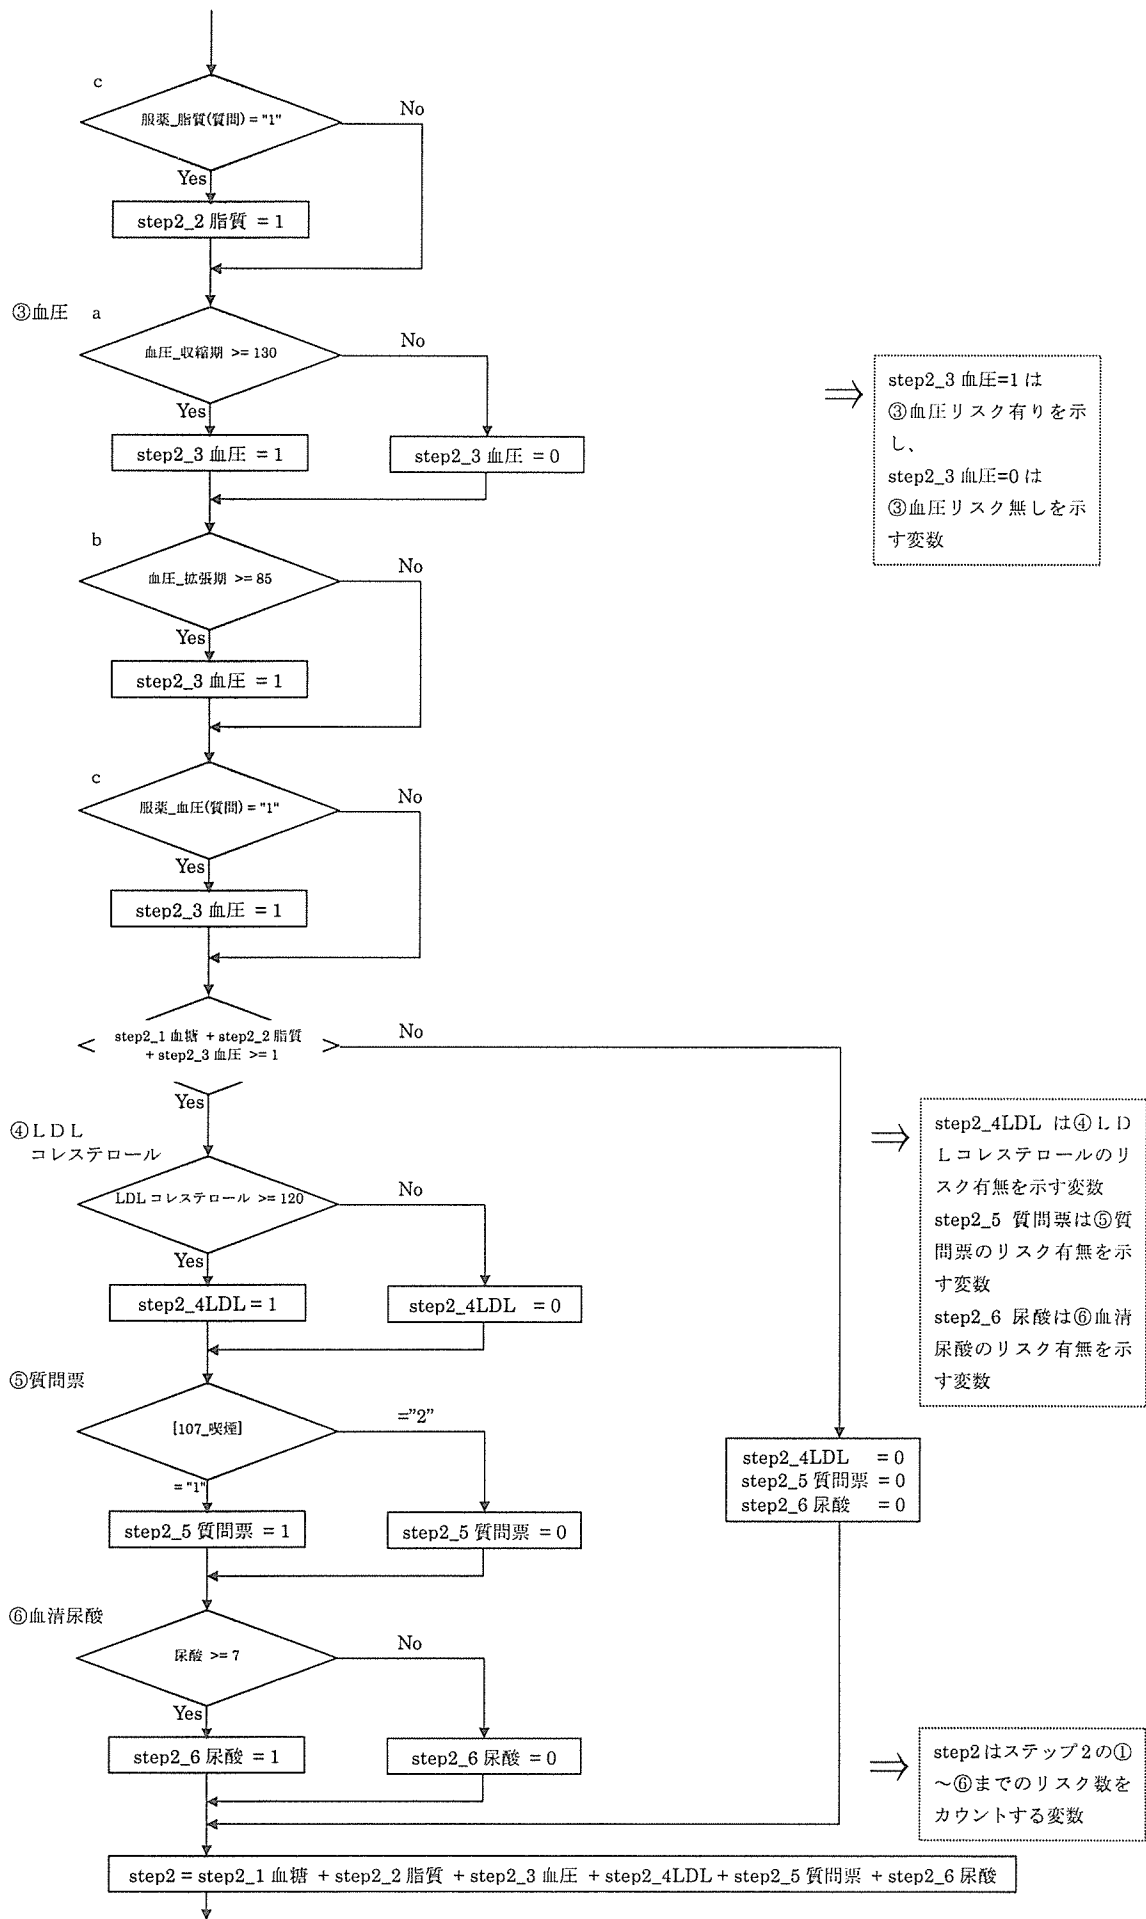 c
服薬_脂質(質問) = "1"
No
Yes
step2_2 脂質 = 1
③血圧 a
血圧_収縮期 >= 130
No
Yes
step2_3 血圧 = 1
step2_3 血圧 = 0
step2_3 血圧=1 は
③血圧リスク有りを示
し、
step2_3 血圧=0 は
③血圧リスク無しを示
す変数
b
血圧_拡張期 >= 85
No
Yes
step2_3 血圧 = 1
c
服薬_血圧(質問) = "1"
No
Yes
step2_3 血圧 = 1
step2_1 血糖 + step2_2 脂質
+ step2_3 血圧 >= 1
No
Yes
④ＬＤＬ
コレステロール
LDL コレステロール >= 120
No
Yes
step2_4LDL = 1
step2_4LDL = 0
step2_4LDL は④ＬＤ
Ｌコレステロールのリ
スク有無を示す変数
step2_5 質問票は⑤質
問票のリスク有無を示
す変数
step2_6 尿酸は⑥血清
尿酸のリスク有無を示
す変数
⑤質問票
[107_喫煙]
="2"
= "1"
step2_5 質問票 = 1
step2_5 質問票 = 0
step2_4LDL = 0
step2_5 質問票 = 0
step2_6 尿酸 = 0
⑥血清尿酸
尿酸 >= 7
No
Yes
step2_6 尿酸 = 1
step2_6 尿酸 = 0
step2 はステップ２の①
～⑥までのリスク数を
カウントする変数
step2 = step2_1 血糖 + step2_2 脂質 + step2_3 血圧 + step2_4LDL + step2_5 質問票 + step2_6 尿酸